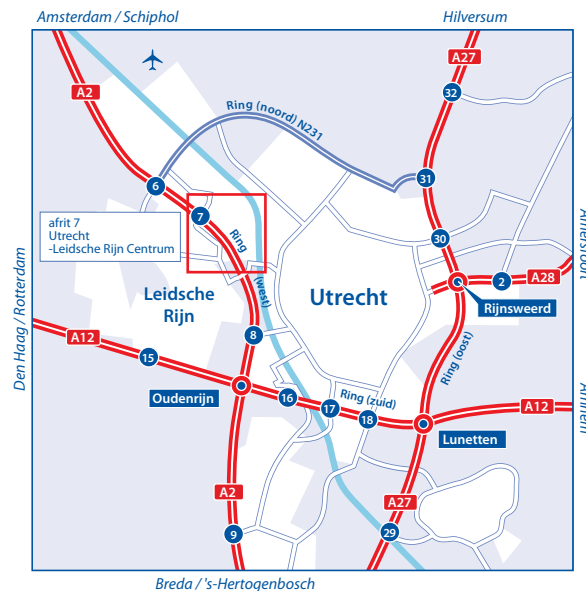 Amsterdam / Schiphol
Hilversum
A2
A27
32
Ring (noord) N231
6
31
7
afrit 7
Utrecht
-Leidsche Rijn Centrum
Ring
(west)
30
Amersfoort
2
A28
Rijnsweerd
Leidsche
Rijn
Utrecht
Den Haag / Rotterdam
A12
15
8
Ring (oost)
Oudenrijn
16
17
Ring (zuid)
18
Lunetten
A12
Arnhem
A2
A27
9
29
Breda / 's-Hertogenbosch